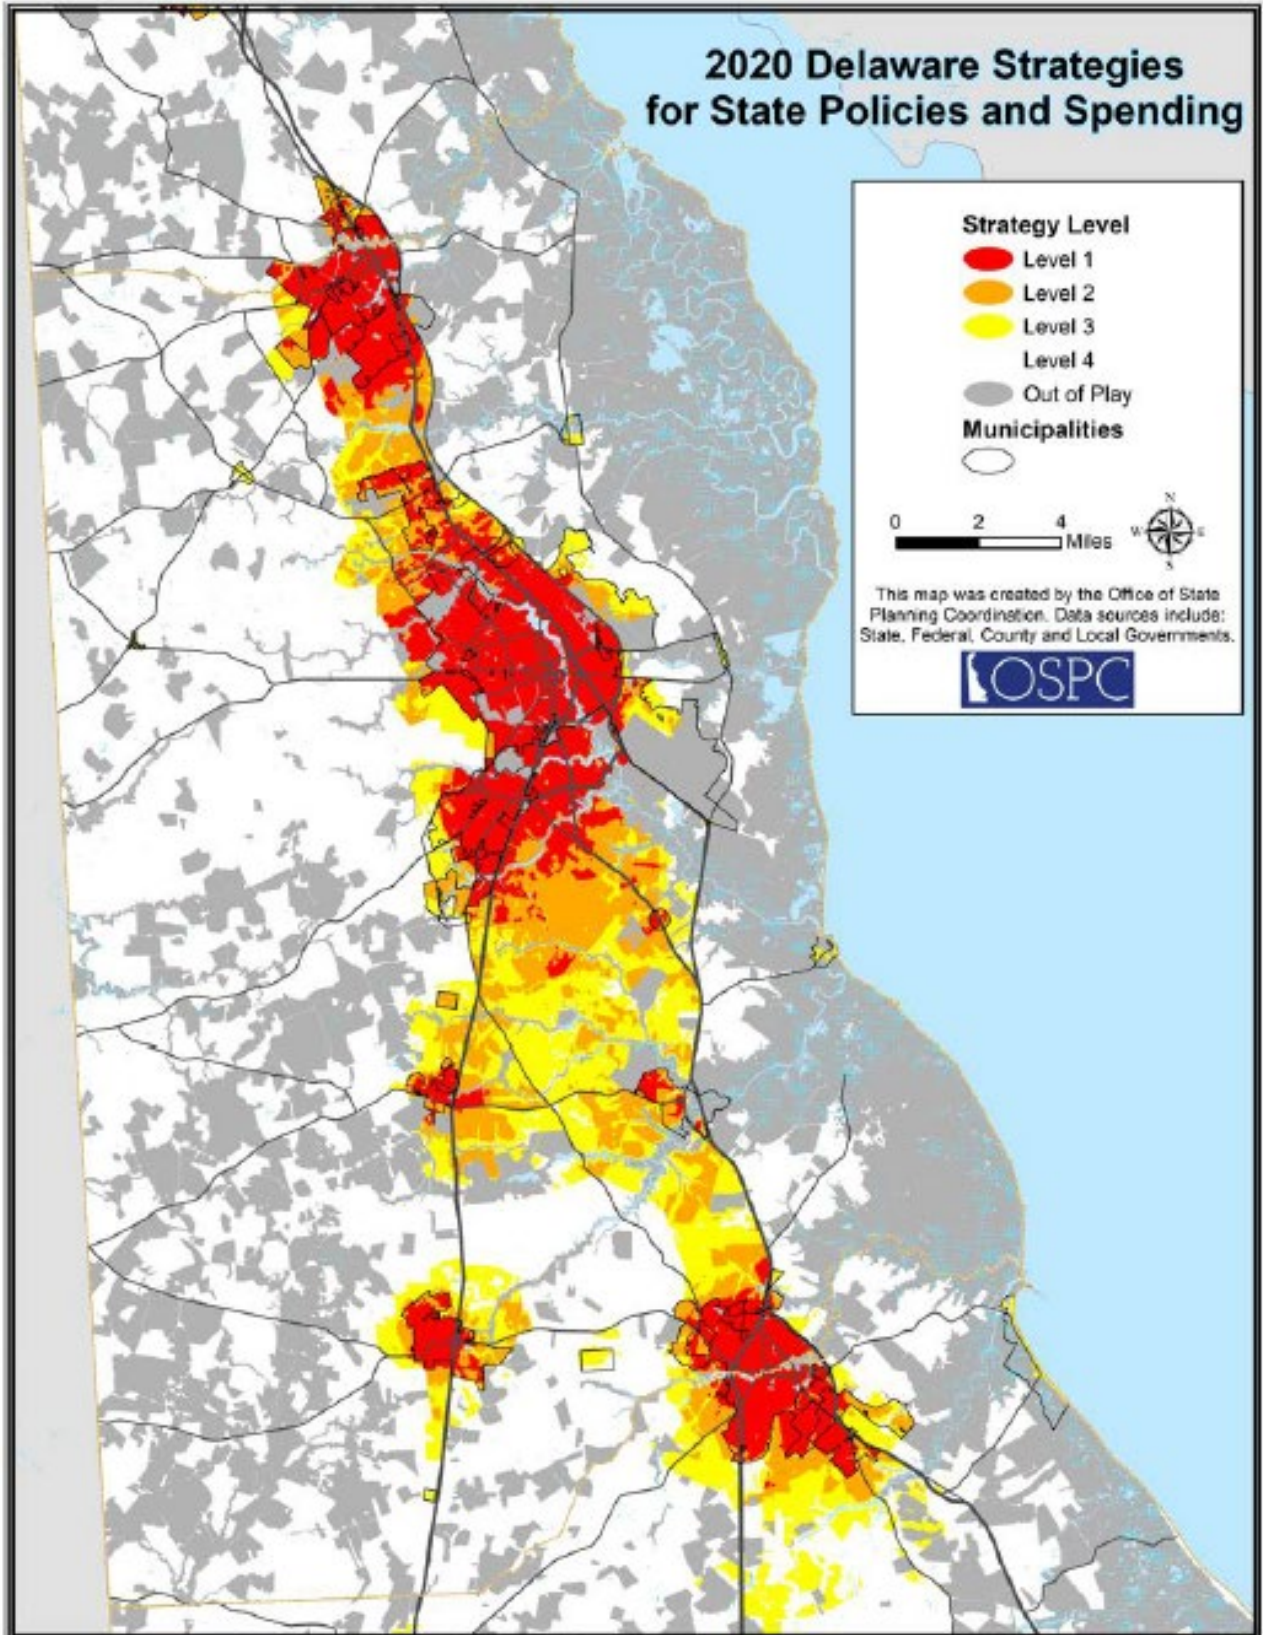 2020 Delaware Strategies
for State Policies and Spending
Strategy Level
Level 1
Level 2
Level 3
Level 4
Out of Play
Municipalities
0 2 4
Miles
N
W E
S
This map was created by the Office of State
Planning Coordination. Data sources include:
State, Federal, County and Local Governments.
OSPC